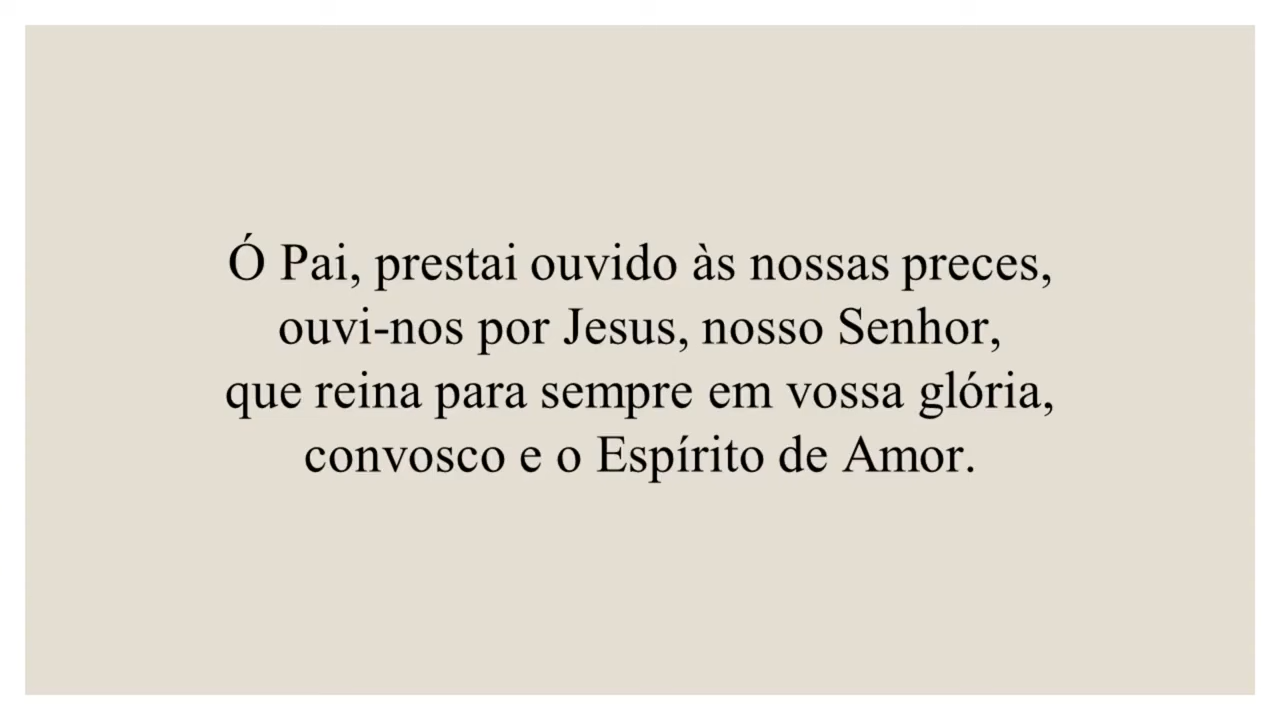 Ó Pai, prestai ouvido às nossas preces,
ouvi-nos por Jesus, nosso Senhor,
que reina para sempre em vossa glória,
convosco e o Espírito de Amor.